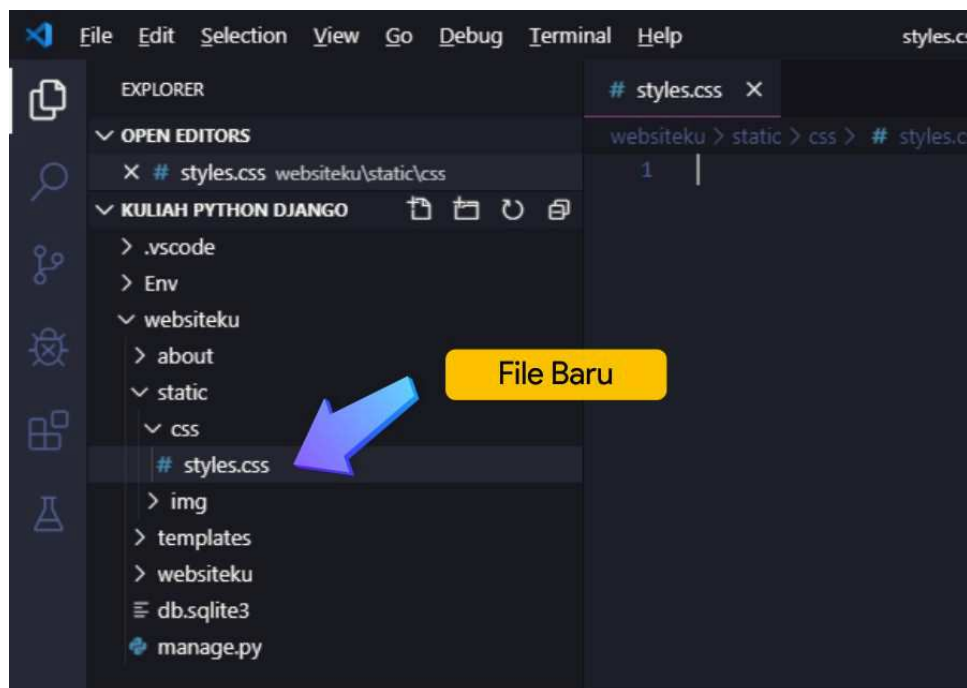 File Edit Selection View Go Debug Terminal Help styles.cs
EXPLORER
# styles.css ×
OPEN EDITORS
websiteku > static > css > # styles.c
× # styles.css websiteku\static\css
1
KULIAH PYTHON DJANGO
> .vscode
> Env
websiteku
> about
File Baru
static
css
# styles.css
> img
> templates
> websiteku
db.sqlite3
manage.py